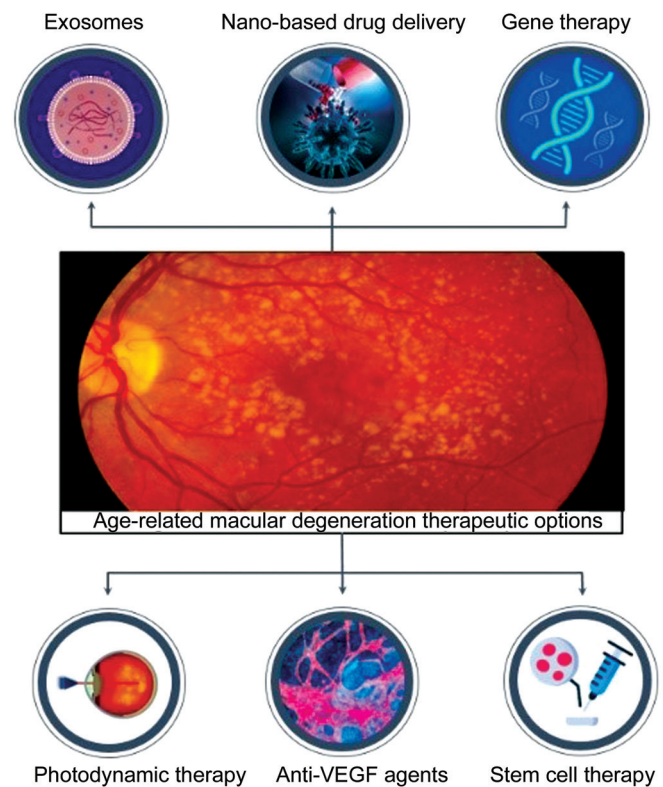 Exosomes
Nano-based drug delivery
Gene therapy
Age-related macular degeneration therapeutic options
Photodynamic therapy
Anti-VEGF agents
Stem cell therapy